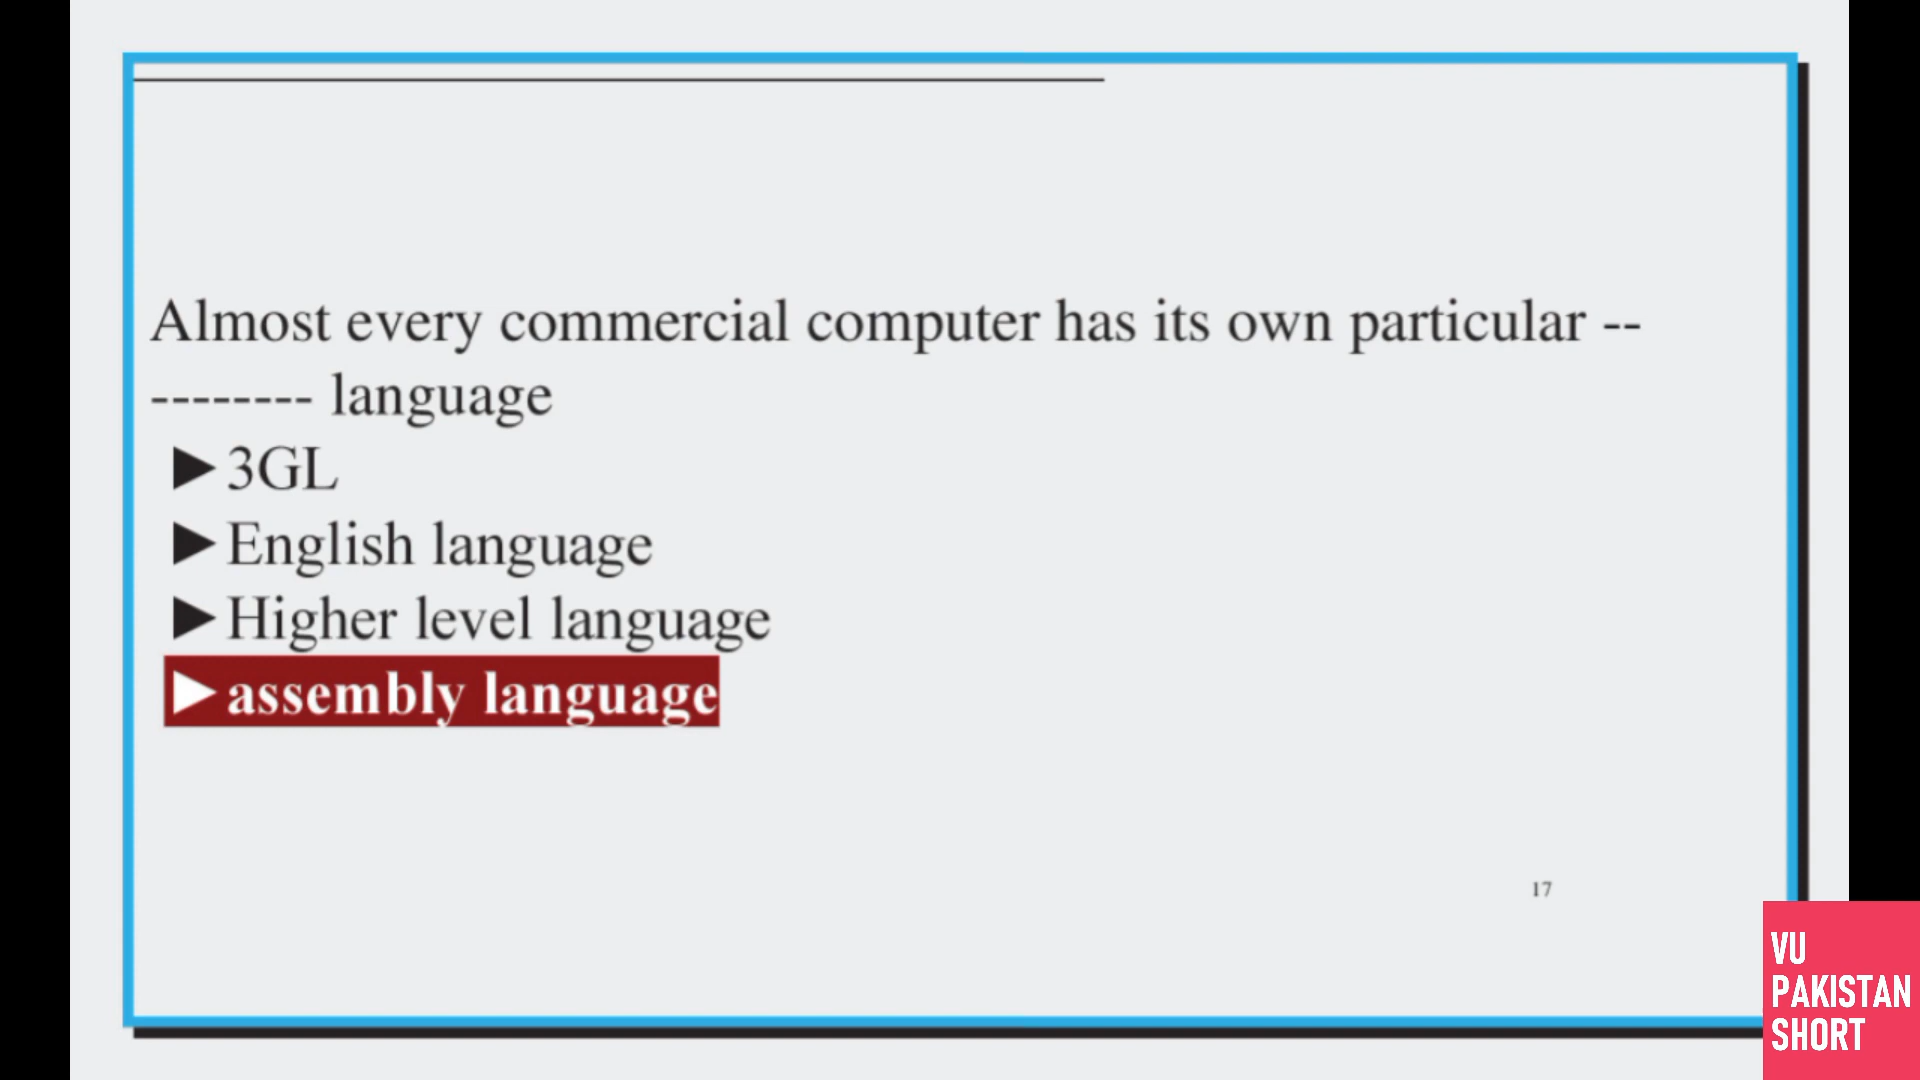 Almost every commercial computer has its own particular --
-------- language
►3GL
►English language
►Higher level language
►assembly language
17
VU
PAKISTAN
SHORT